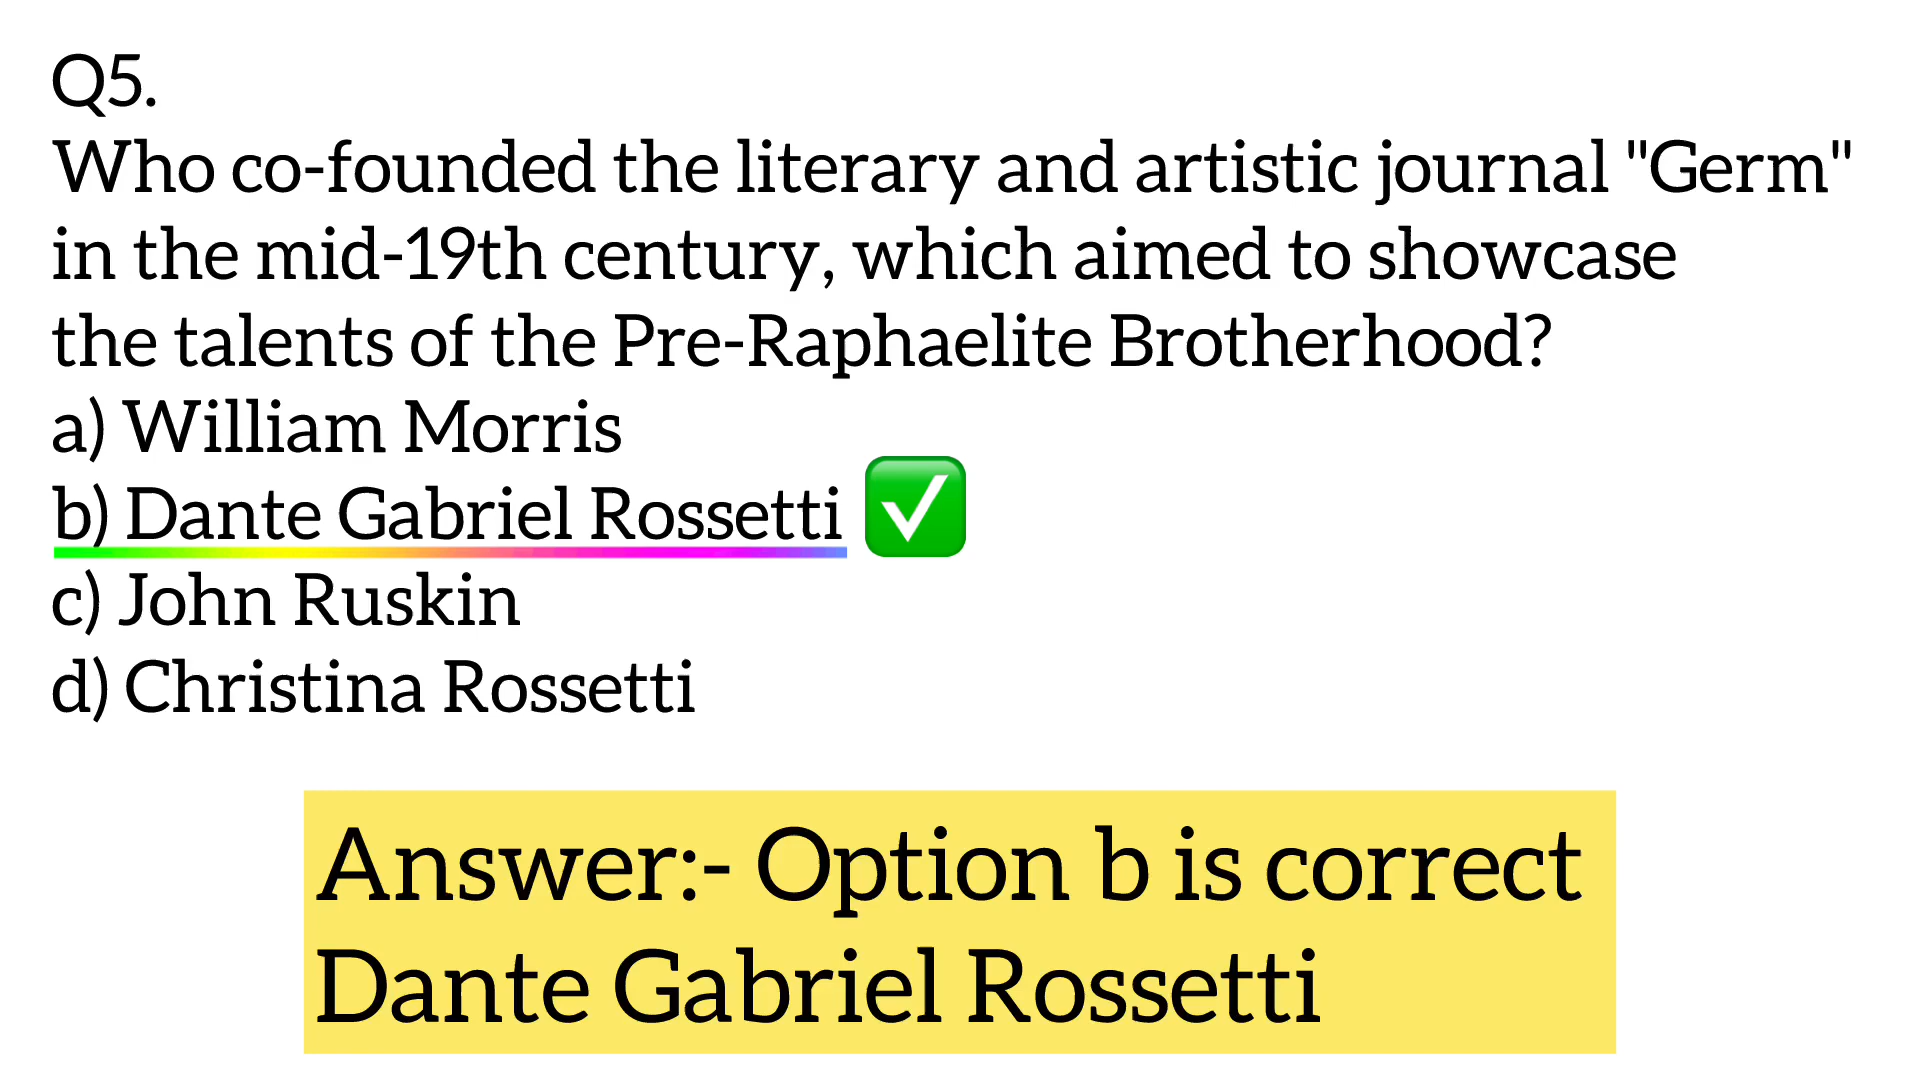 Q5.
Who co-founded the literary and artistic journal "Germ"
in the mid-19th century, which aimed to showcase
the talents of the Pre-Raphaelite Brotherhood?
a) William Morris
b) Dante Gabriel Rossetti ✅
c) John Ruskin
d) Christina Rossetti
Answer:- Option b is correct
Dante Gabriel Rossetti